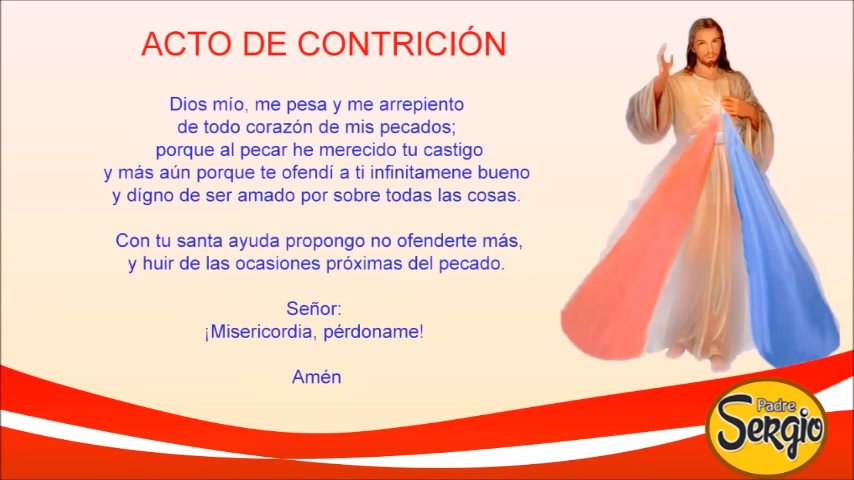 ACTO DE CONTRICIÓN
Dios mío, me pesa y me arrepiento
de todo corazón de mis pecados;
porque al pecar he merecido tu castigo
y más aún porque te ofendí a ti infinitamene bueno
y dígno de ser amado por sobre todas las cosas.
Con tu santa ayuda propongo no ofenderte más,
y huir de las ocasiones próximas del pecado.
Señor:
¡Misericordia, pérdoname!
Amén
Padre
Sergio